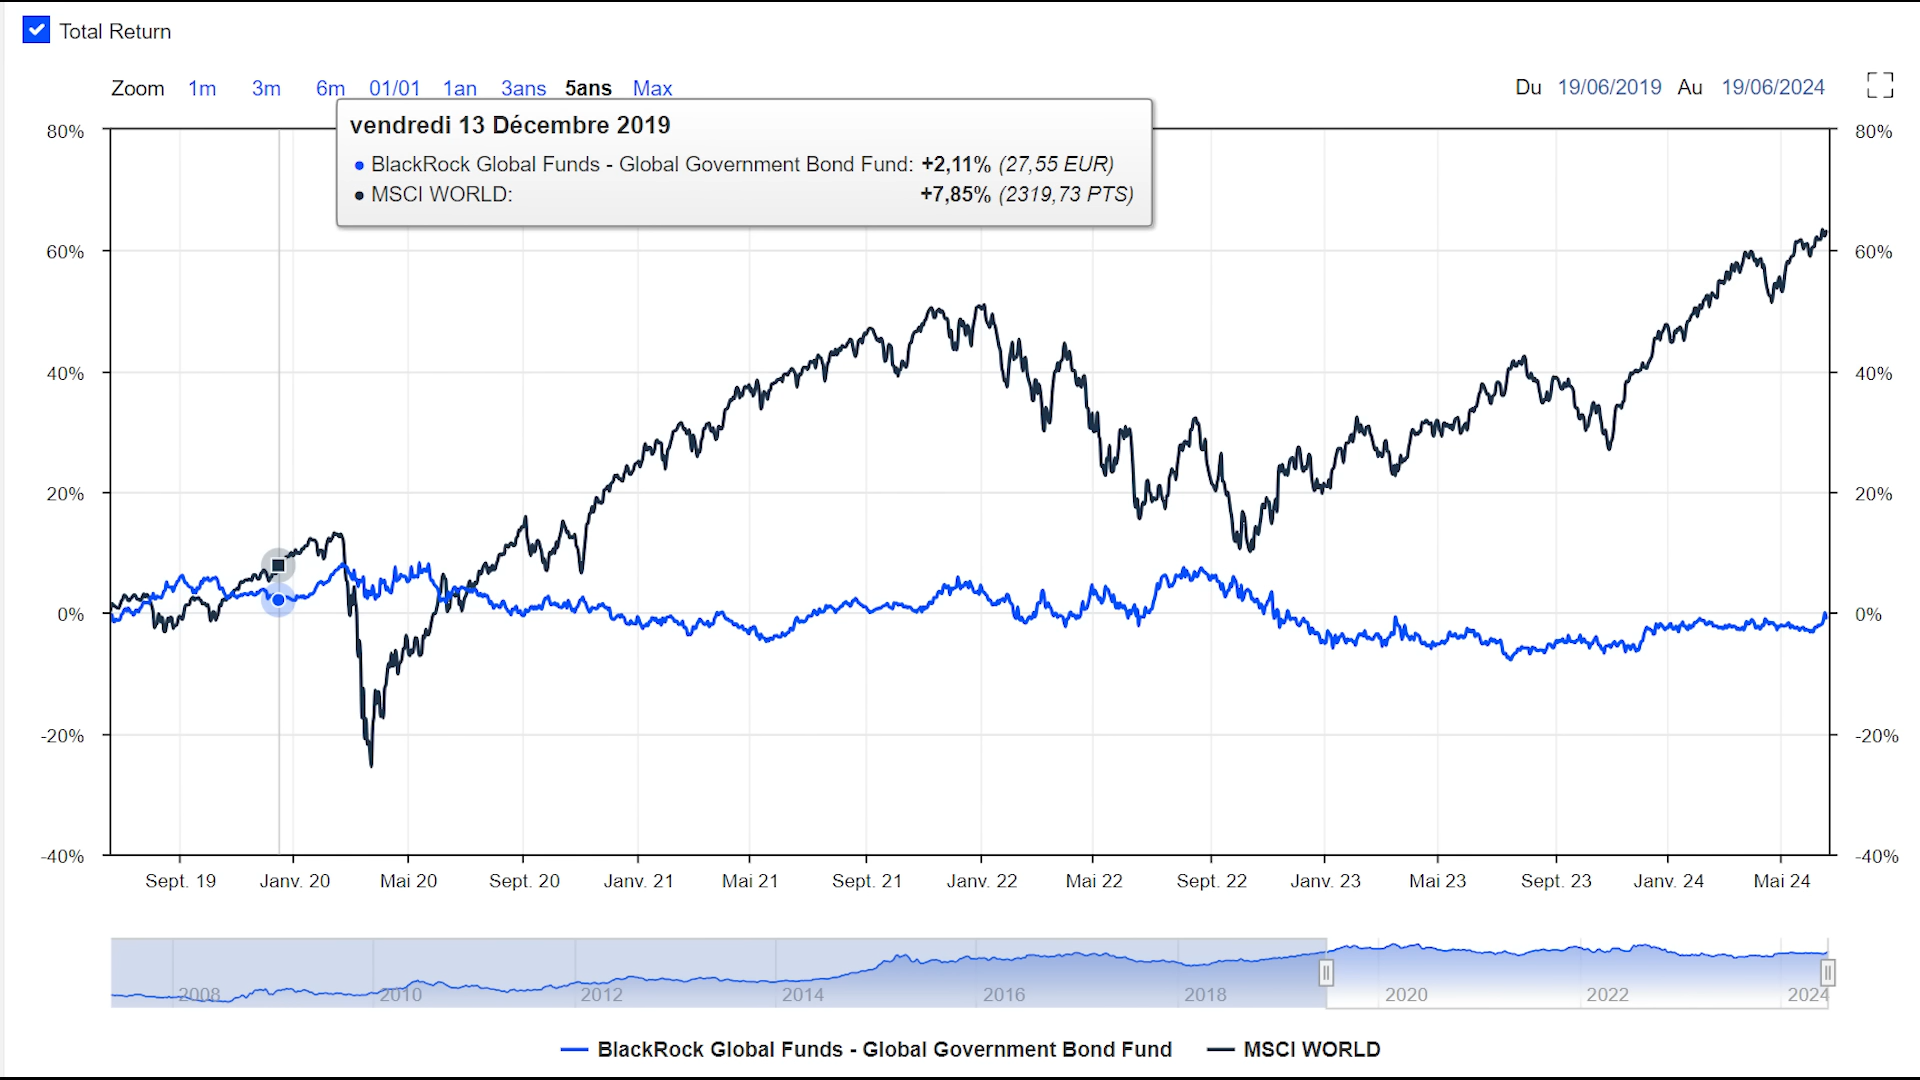 Total Return
Zoom 1m 3m 6m 01/01 1an 3ans 5ans Max Du 19/06/2019 Au 19/06/2024
vendredi 13 Décembre 2019
BlackRock Global Funds - Global Government Bond Fund: +2,11% (27,55 EUR)
MSCI WORLD: +7,85% (2319,73 PTS)
80% 80%
60% 60%
40% 40%
20% 20%
0% 0%
-20% -20%
-40% -40%
Sept. 19 Janv. 20 Mai 20 Sept. 20 Janv. 21 Mai 21 Sept. 21 Janv. 22 Mai 22 Sept. 22 Janv. 23 Mai 23 Sept. 23 Janv. 24 Mai 24
2008 2010 2012 2014 2016 2018 2020 2022 2024
BlackRock Global Funds - Global Government Bond Fund MSCI WORLD